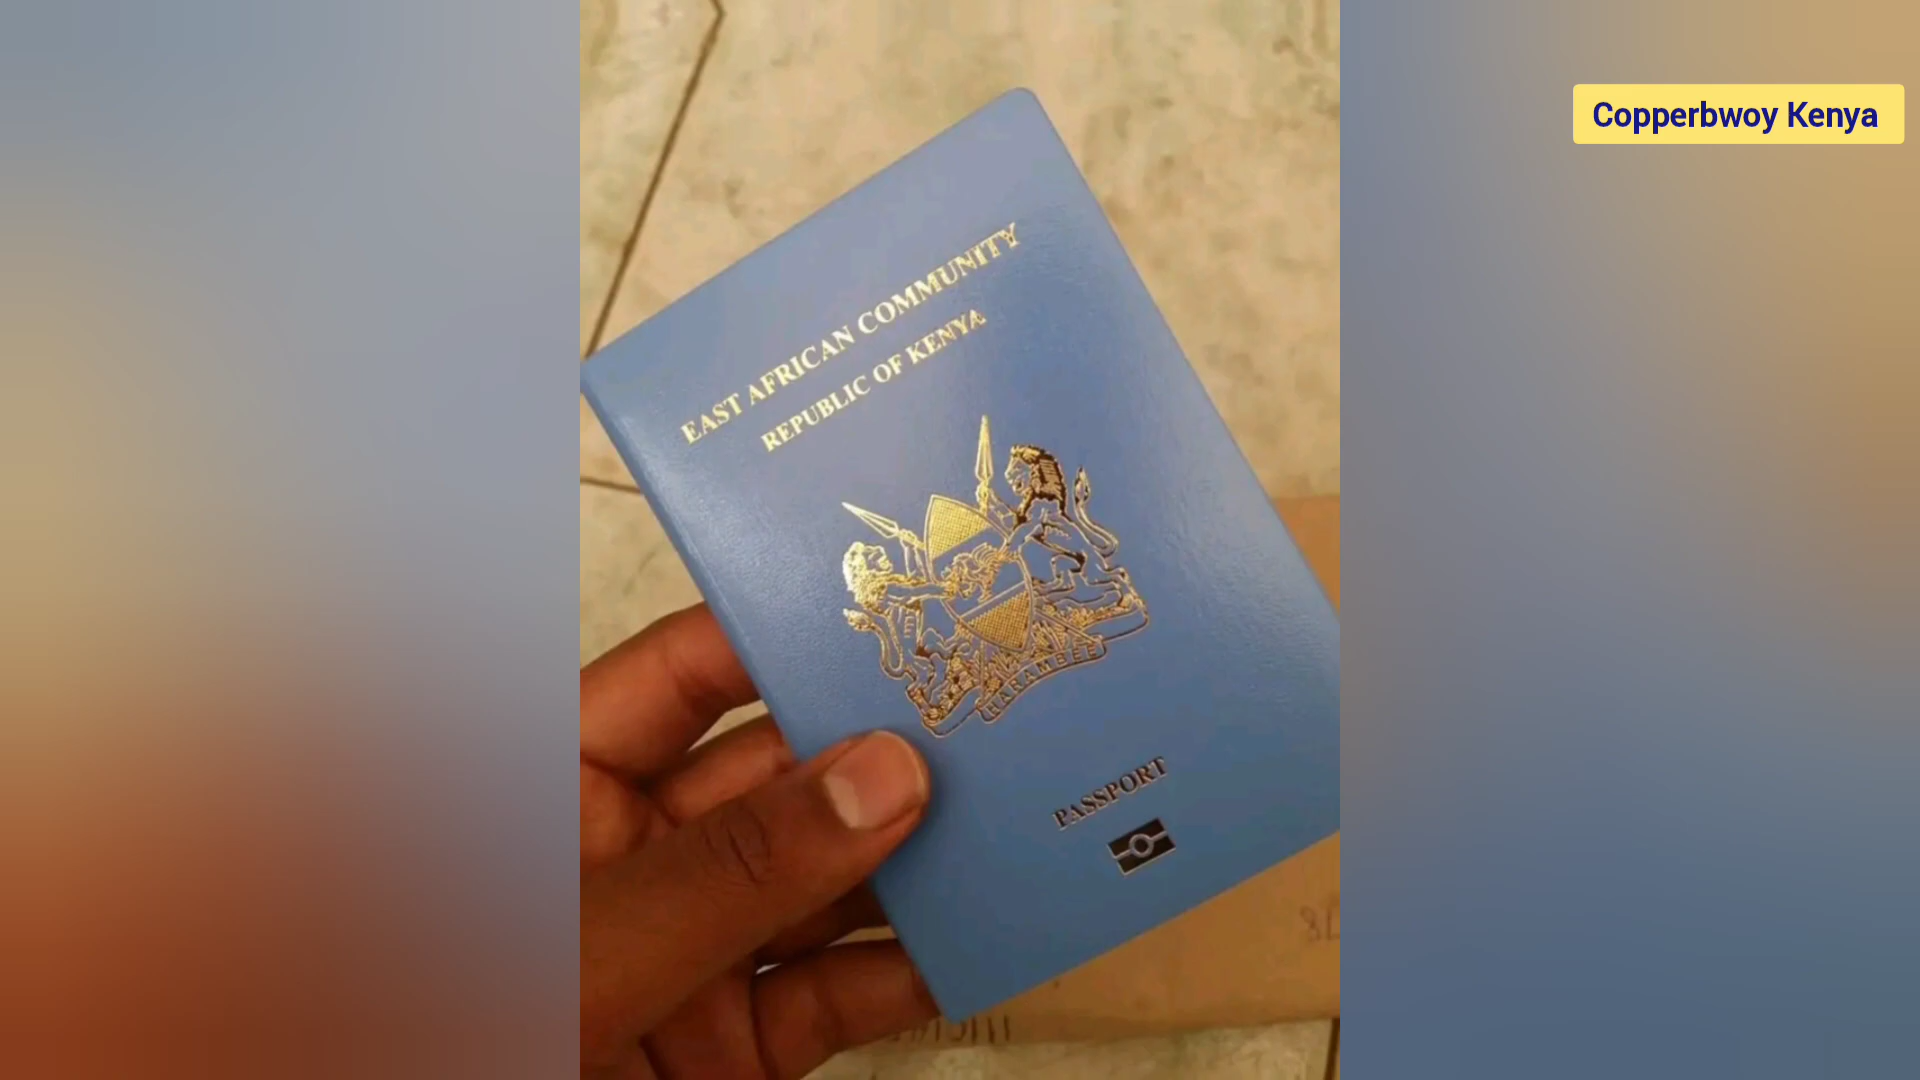 Copperbwoy Kenya
EAST AFRICAN COMMUNITY
REPUBLIC OF KENYA
HARAMBEE
PASSPORT